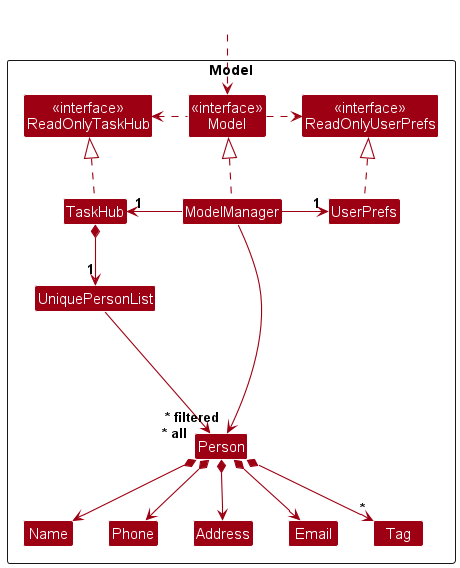 Model
«interface»
ReadOnlyTaskHub
«interface»
Model
«interface»
ReadOnlyUserPrefs
TaskHub
1
ModelManager
1
UserPrefs
1
UniquePersonList
* filtered
* all
Person
*
Name
Phone
Address
Email
Tag